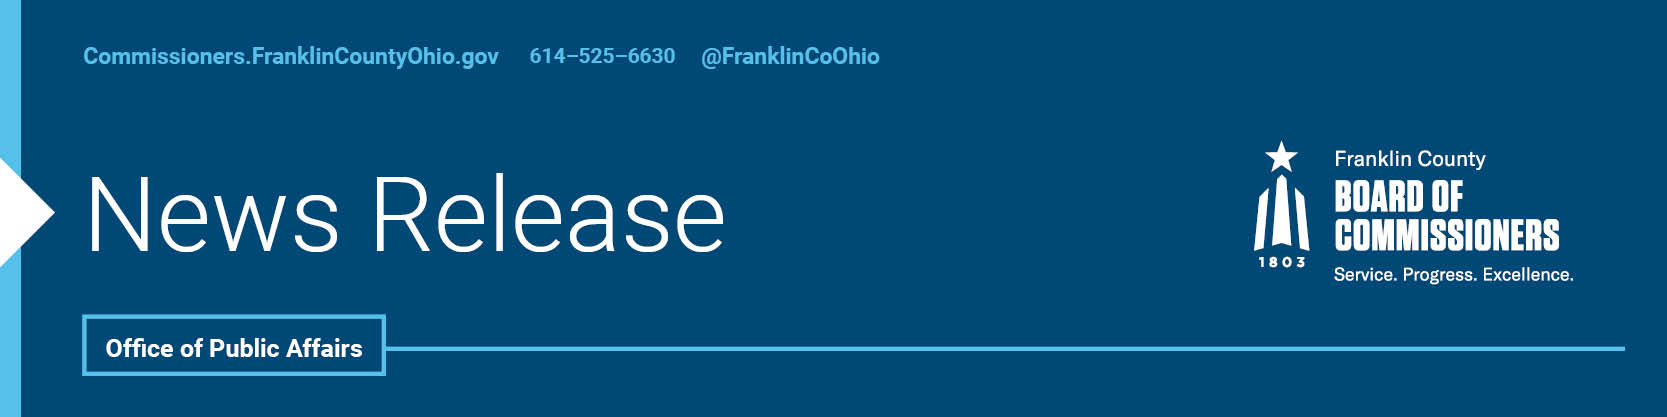 Commissioners.FranklinCountyOhio.gov 614–525–6630 @FranklinCoOhio
News Release
Franklin County
BOARD OF
COMMISSIONERS
Service. Progress. Excellence.
1803
Office of Public Affairs